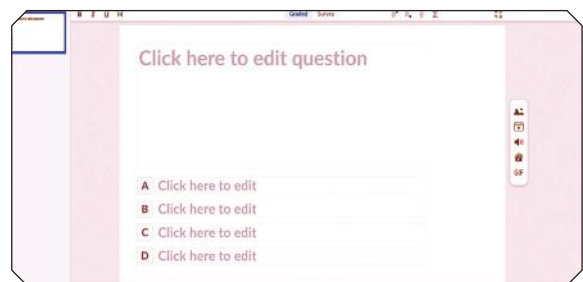 B I U H Graded Survey
Click here to edit question
GIF
A Click here to edit
B Click here to edit
C Click here to edit
D Click here to edit